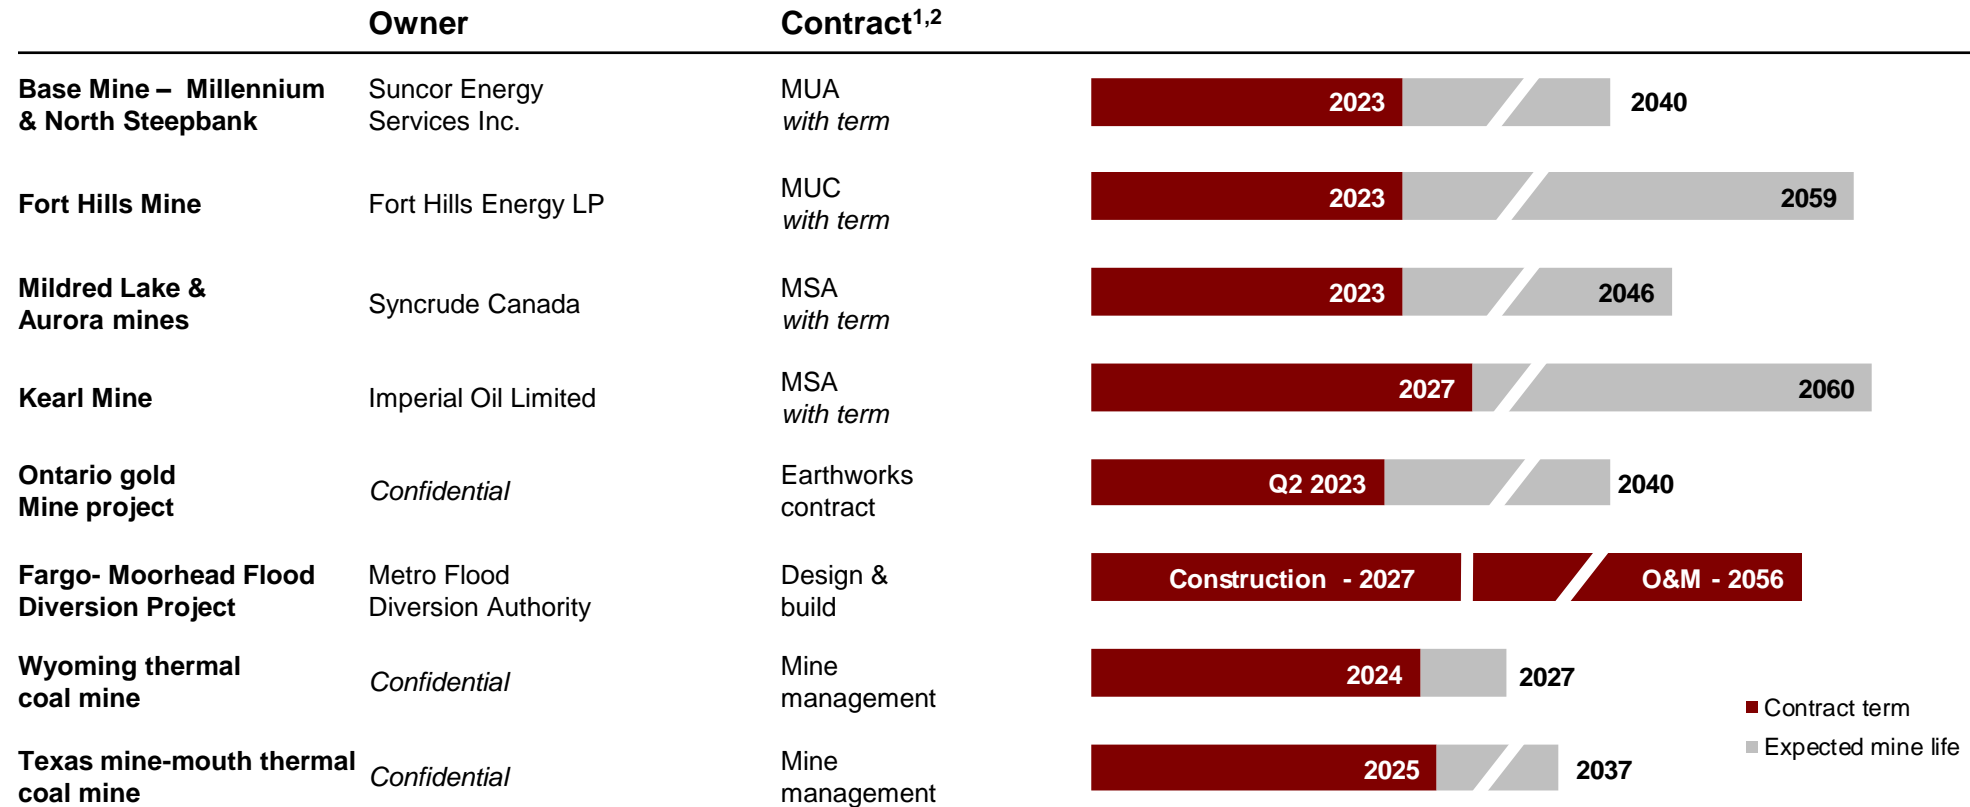 Owner Contract1,2
Base Mine – Millennium
& North Steepbank
Suncor Energy
Services Inc.
MUA
with term
2023
2040
Fort Hills Mine
Fort Hills Energy LP
MUC
with term
2023
2059
Mildred Lake &
Aurora mines
Syncrude Canada
MSA
with term
2023
2046
Kearl Mine
Imperial Oil Limited
MSA
with term
2027
2060
Ontario gold
Mine project
Confidential
Earthworks
contract
Q2 2023
2040
Fargo- Moorhead Flood
Diversion Project
Metro Flood
Diversion Authority
Design &
build
Construction - 2027
O&M - 2056
Wyoming thermal
coal mine
Confidential
Mine
management
2024
2027
Texas mine-mouth thermal
coal mine
Confidential
Mine
management
2025
2037
Contract term
Expected mine life